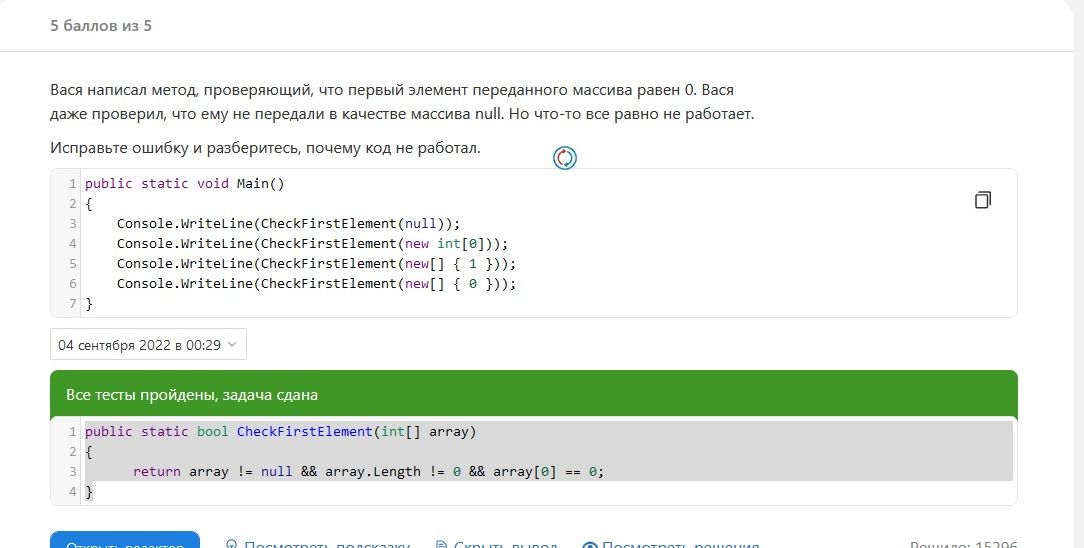 5 баллов из 5
Вася написал метод, проверяющий, что первый элемент переданного массива равен 0. Вася
даже проверил, что ему не передали в качестве массива null. Но что-то все равно не работает.
Исправьте ошибку и разберитесь, почему код не работал.
1 public static void Main()
2 {
3 Console.WriteLine(CheckFirstElement(null));
4 Console.WriteLine(CheckFirstElement(new int[0]));
5 Console.WriteLine(CheckFirstElement(new[] { 1 }));
6 Console.WriteLine(CheckFirstElement(new[] { 0 }));
7 }
04 сентября 2022 в 00:29
Все тесты пройдены, задача сдана
1 public static bool CheckFirstElement(int[] array)
2 {
3 return array != null && array.Length != 0 && array[0] == 0;
4 }
Открыть редактор Посмотреть подсказку Скрыть вывод Посмотреть решения Решило: 15296